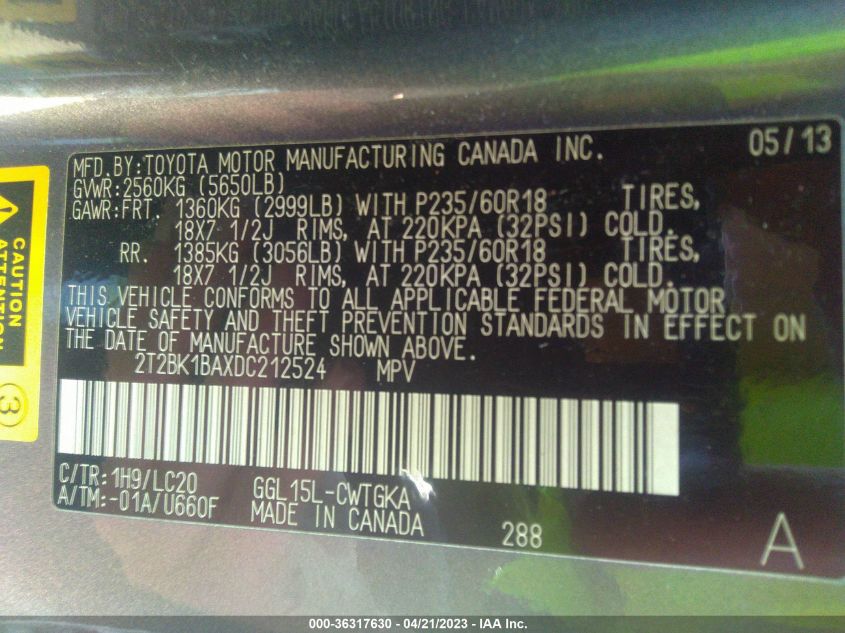 MFD.BY:TOYOTA MOTOR MANUFACTURING CANADA INC. 05/13
GVWR:2560KG (5650LB)
GAWR:FRT. 1360KG (2999LB) WITH P235/60R18 TIRES,
18X7 1/2J RIMS, AT 220KPA (32PSI) COLD.
RR. 1385KG (3056LB) WITH P235/60R18 TIRES,
18X7 1/2J RIMS, AT 220KPA (32PSI) COLD.
THIS VEHICLE CONFORMS TO ALL APPLICABLE FEDERAL MOTOR
VEHICLE SAFETY AND THEFT PREVENTION STANDARDS IN EFFECT ON
THE DATE OF MANUFACTURE SHOWN ABOVE.
2T2BK1BAXDC212524 MPV
C/TR:1H9/LC20 GGL15L-CWTGKA
A/TM:-01A/U660F MADE IN CANADA 288 A
CAUTION
ATTENTION
3
000-36317630 - 04/21/2023 - IAA Inc.